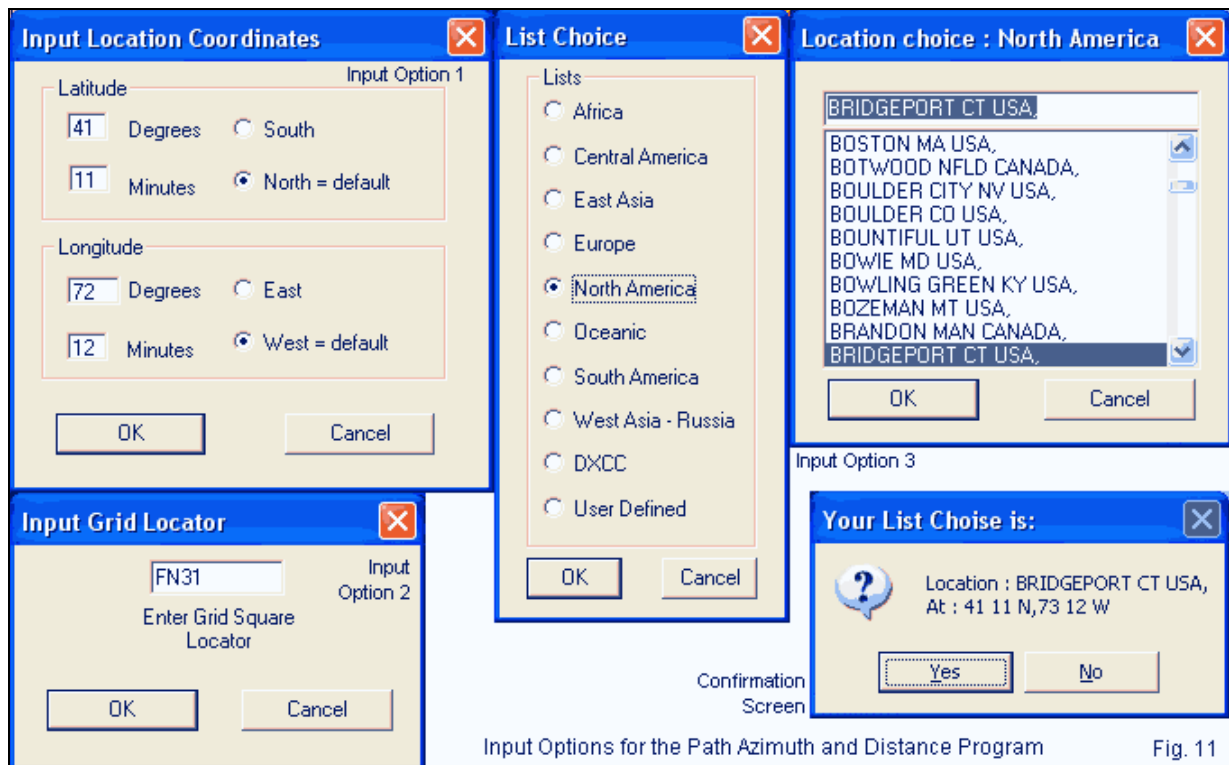 Input Location Coordinates
Input Option 1
Latitude
41 Degrees South
11 Minutes North = default
Longitude
72 Degrees East
12 Minutes West = default
OK Cancel
List Choice
Lists
Africa
Central America
East Asia
Europe
North America
Oceanic
South America
West Asia - Russia
DXCC
User Defined
OK Cancel
Location choice : North America
BRIDGEPORT CT USA,
BOSTON MA USA,
BOTWOOD NFLD CANADA,
BOULDER CITY NV USA,
BOULDER CO USA,
BOUNTIFUL UT USA,
BOWIE MD USA,
BOWLING GREEN KY USA,
BOZEMAN MT USA,
BRANDON MAN CANADA,
BRIDGEPORT CT USA,
OK Cancel
Input Option 3
Input Grid Locator
FN31
Input
Option 2
Enter Grid Square
Locator
OK Cancel
Your List Choise is:
Location : BRIDGEPORT CT USA,
At : 41 11 N,73 12 W
Yes No
Confirmation
Screen
Input Options for the Path Azimuth and Distance Program
Fig. 11